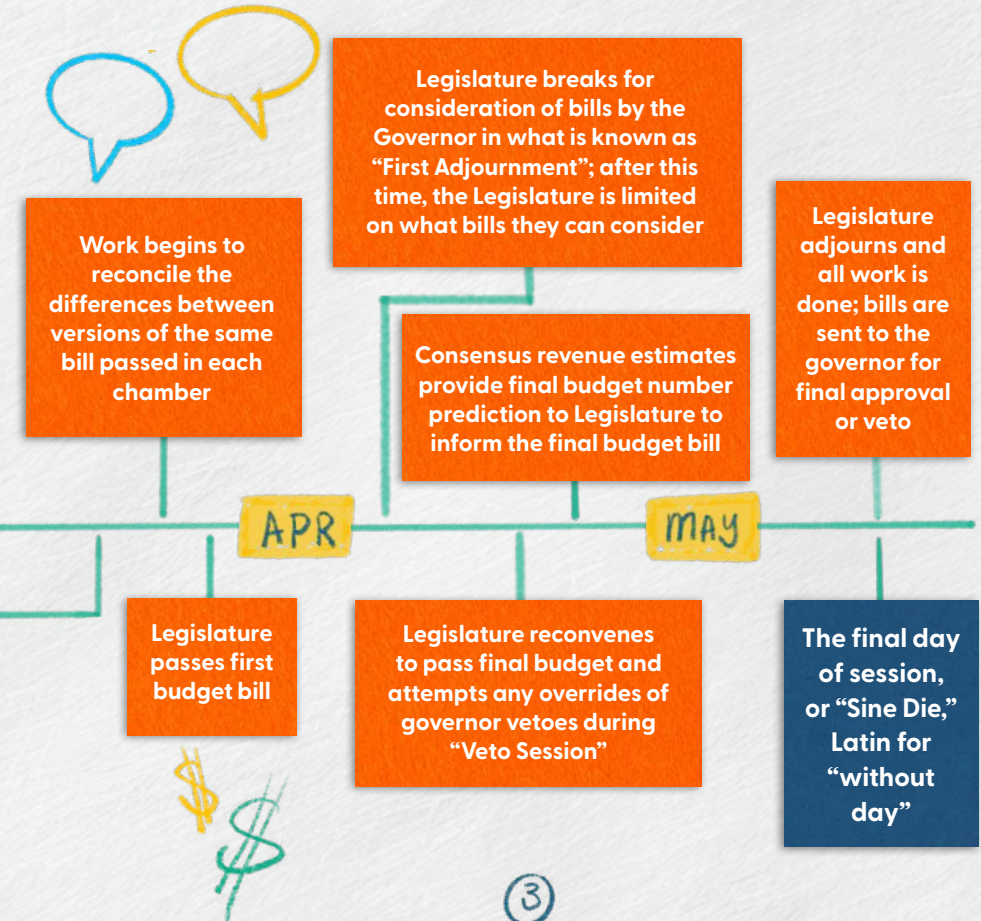 Legislature breaks for
consideration of bills by the
Governor in what is known as
“First Adjournment”; after this
time, the Legislature is limited
on what bills they can consider
Work begins to
reconcile the
differences between
versions of the same
bill passed in each
chamber
Legislature
adjourns and
all work is
done; bills are
sent to the
governor for
final approval
or veto
Consensus revenue estimates
provide final budget number
prediction to Legislature to
inform the final budget bill
APR
MAY
Legislature
passes first
budget bill
Legislature reconvenes
to pass final budget and
attempts any overrides of
governor vetoes during
“Veto Session”
The final day
of session,
or “Sine Die,”
Latin for
“without
day”
$
$
3